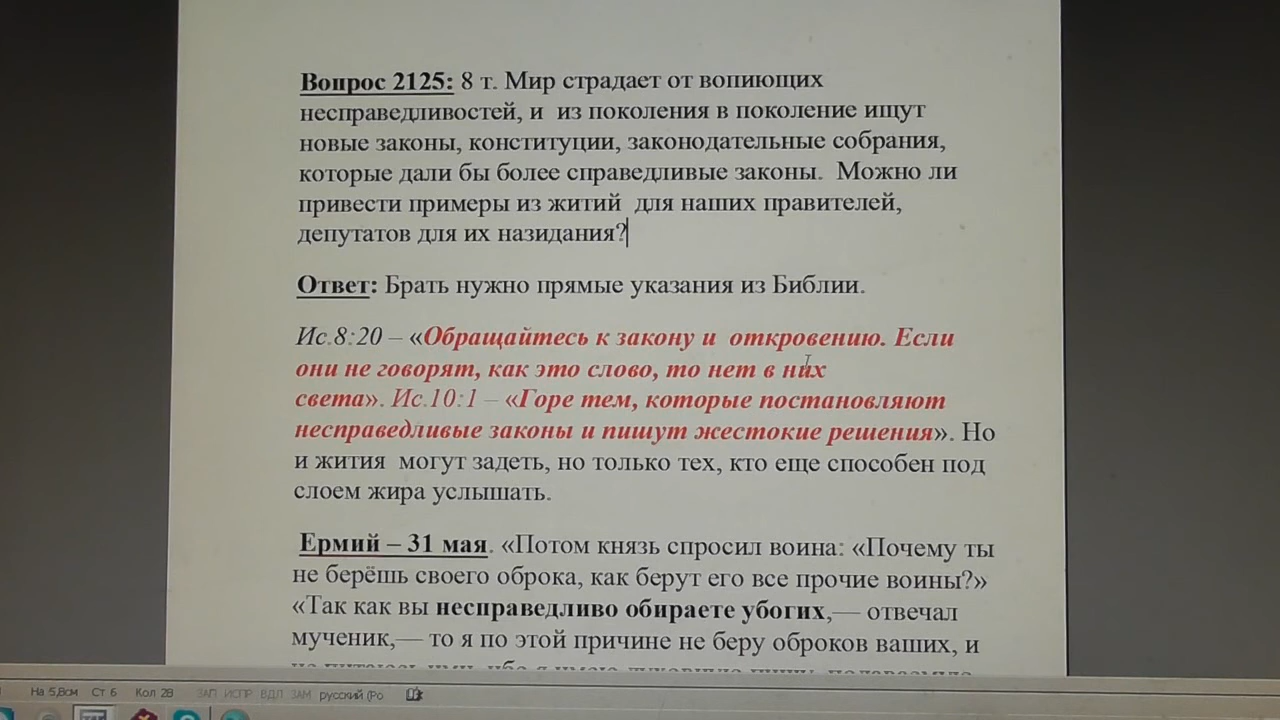 Вопрос 2125: 8 т. Мир страдает от вопиющих
несправедливостей, и из поколения в поколение ищут
новые законы, конституции, законодательные собрания,
которые дали бы более справедливые законы. Можно ли
привести примеры из житий для наших правителей,
депутатов для их назидания?
Ответ: Брать нужно прямые указания из Библии.
Ис.8:20 – «Обращайтесь к закону и откровению. Если
они не говорят, как это слово, то нет в них
света». Ис.10:1 – «Горе тем, которые постановляют
несправедливые законы и пишут жестокие решения». Но
и жития могут задеть, но только тех, кто еще способен под
слоем жира услышать.
Ермий – 31 мая. «Потом князь спросил воина: «Почему ты
не берёшь своего оброка, как берут его все прочие воины?»
«Так как вы несправедливо обираете убогих,— отвечал
мученик,— то я по этой причине не беру оброков ваших, и
На 5,8см Ст 6 Кол 28 ЗАП ИСПР ВДЛ ЗАМ русский (Ро